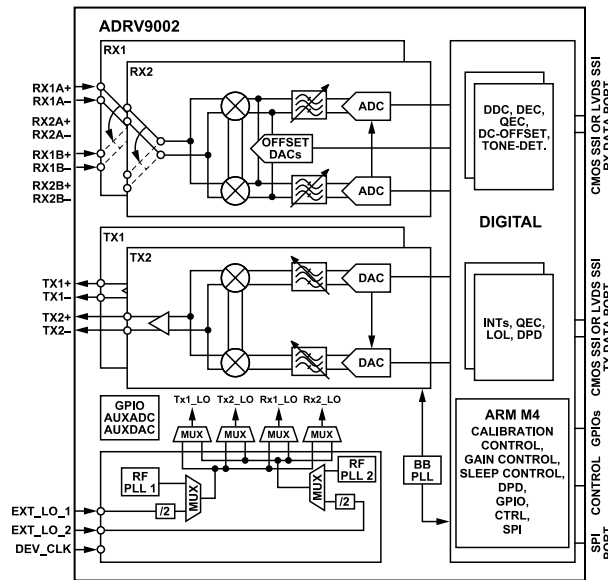 ADRV9002
RX1
RX2
RX1A+
RX1A–
RX2A+
RX2A–
RX1B+
RX1B–
RX2B+
RX2B–
ADC
OFFSET
DACs
ADC
DDC, DEC,
QEC,
DC-OFFSET,
TONE-DET.
CMOS SSI OR LVDS SSI
RX DATA PORT
DIGITAL
TX1
TX2
TX1+
TX1–
TX2+
TX2–
DAC
DAC
INTs, QEC,
LOL, DPD
CMOS SSI OR LVDS SSI
TX DATA PORT
GPIO
AUXADC
AUXDAC
Tx1_LO Tx2_LO Rx1_LO Rx2_LO
MUX MUX MUX MUX
RF
PLL 1
MUX
/2
MUX
RF
PLL 2
/2
EXT_LO_1
EXT_LO_2
DEV_CLK
BB
PLL
ARM M4
CALIBRATION
CONTROL,
GAIN CONTROL,
SLEEP CONTROL,
DPD,
GPIO,
CTRL,
SPI
GPIOs
CONTROL
SPI
PORT